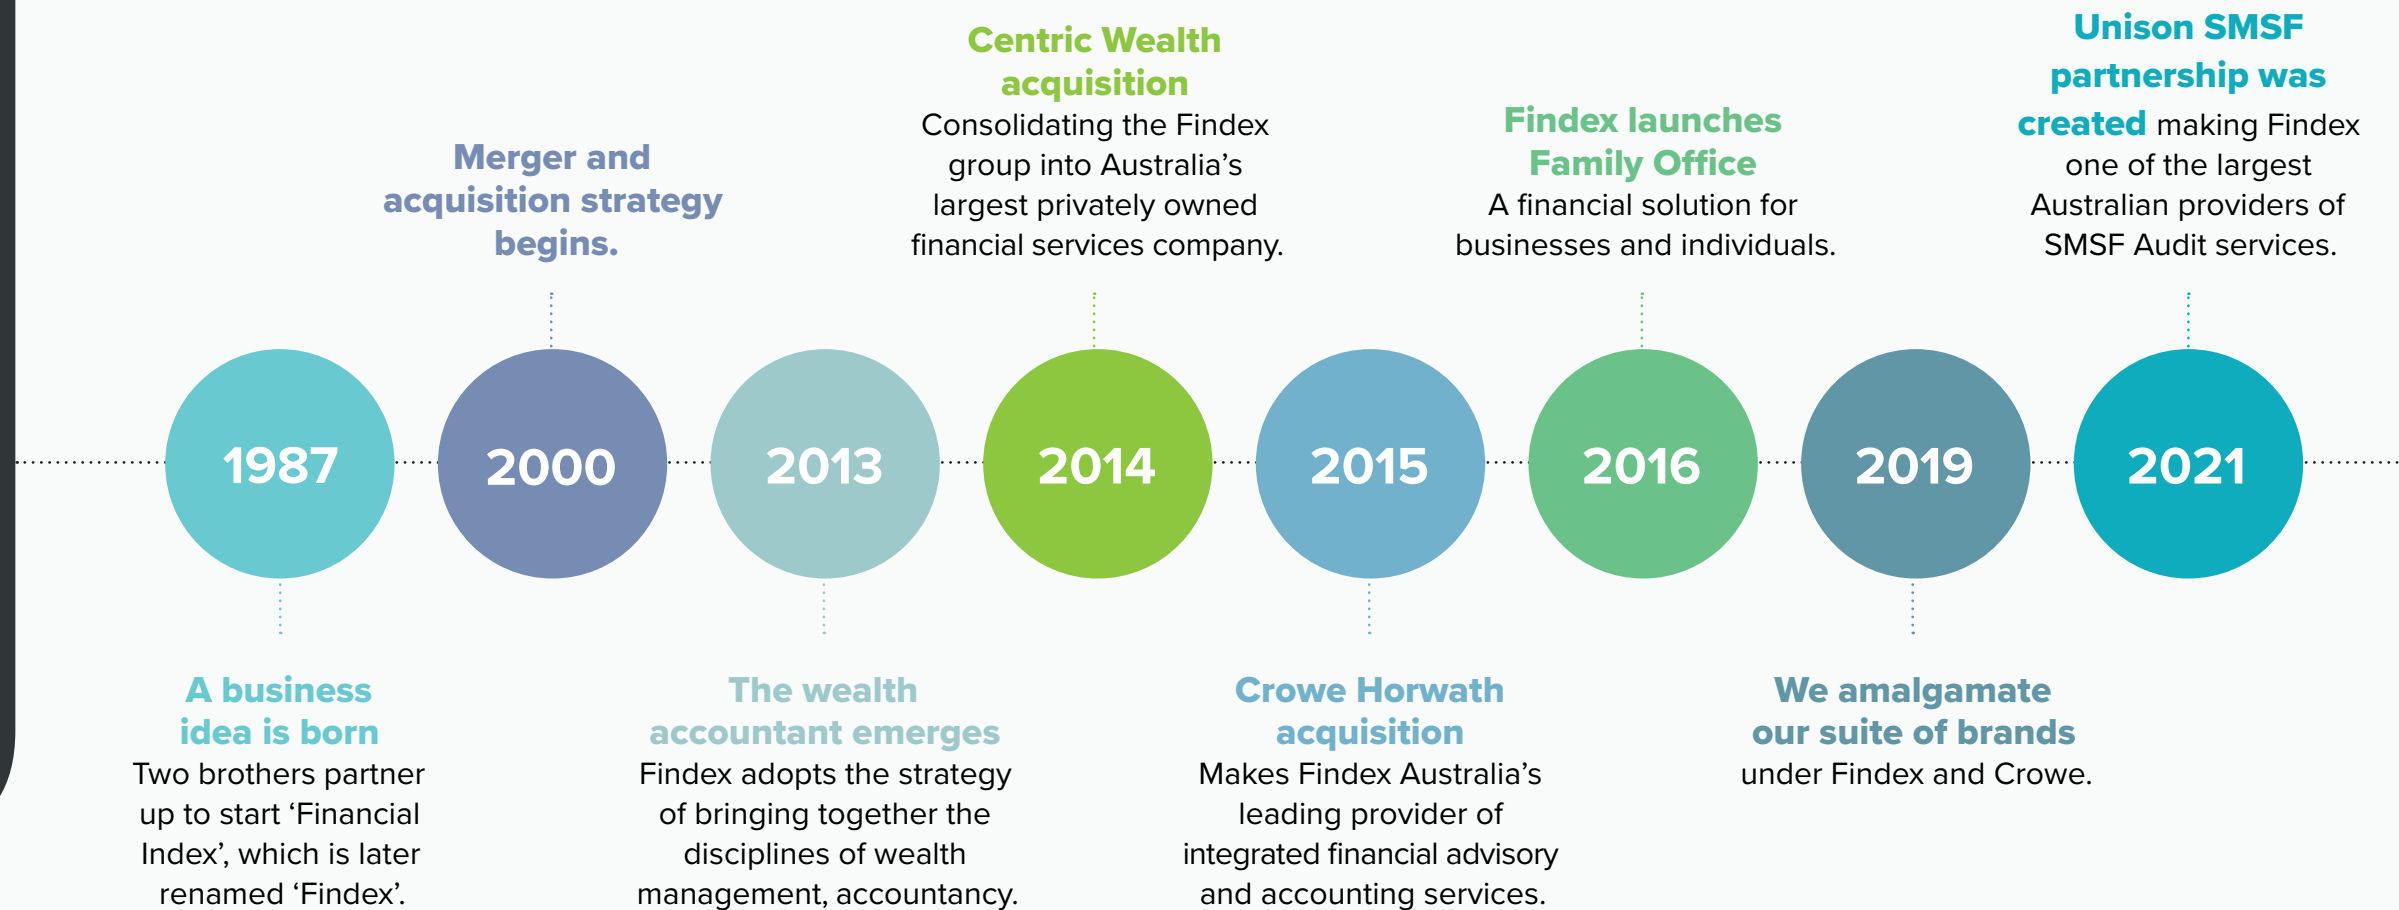 1987
A business
idea is born
Two brothers partner
up to start ‘Financial
Index’, which is later
renamed ‘Findex’.
Merger and
acquisition strategy
begins.
2000
2013
The wealth
accountant emerges
Findex adopts the strategy
of bringing together the
disciplines of wealth
management, accountancy.
Centric Wealth
acquisition
Consolidating the Findex
group into Australia’s
largest privately owned
financial services company.
2014
2015
Crowe Horwath
acquisition
Makes Findex Australia’s
leading provider of
integrated financial advisory
and accounting services.
Findex launches
Family Office
A financial solution for
businesses and individuals.
2016
2019
We amalgamate
our suite of brands
under Findex and Crowe.
Unison SMSF
partnership was
created making Findex
one of the largest
Australian providers of
SMSF Audit services.
2021